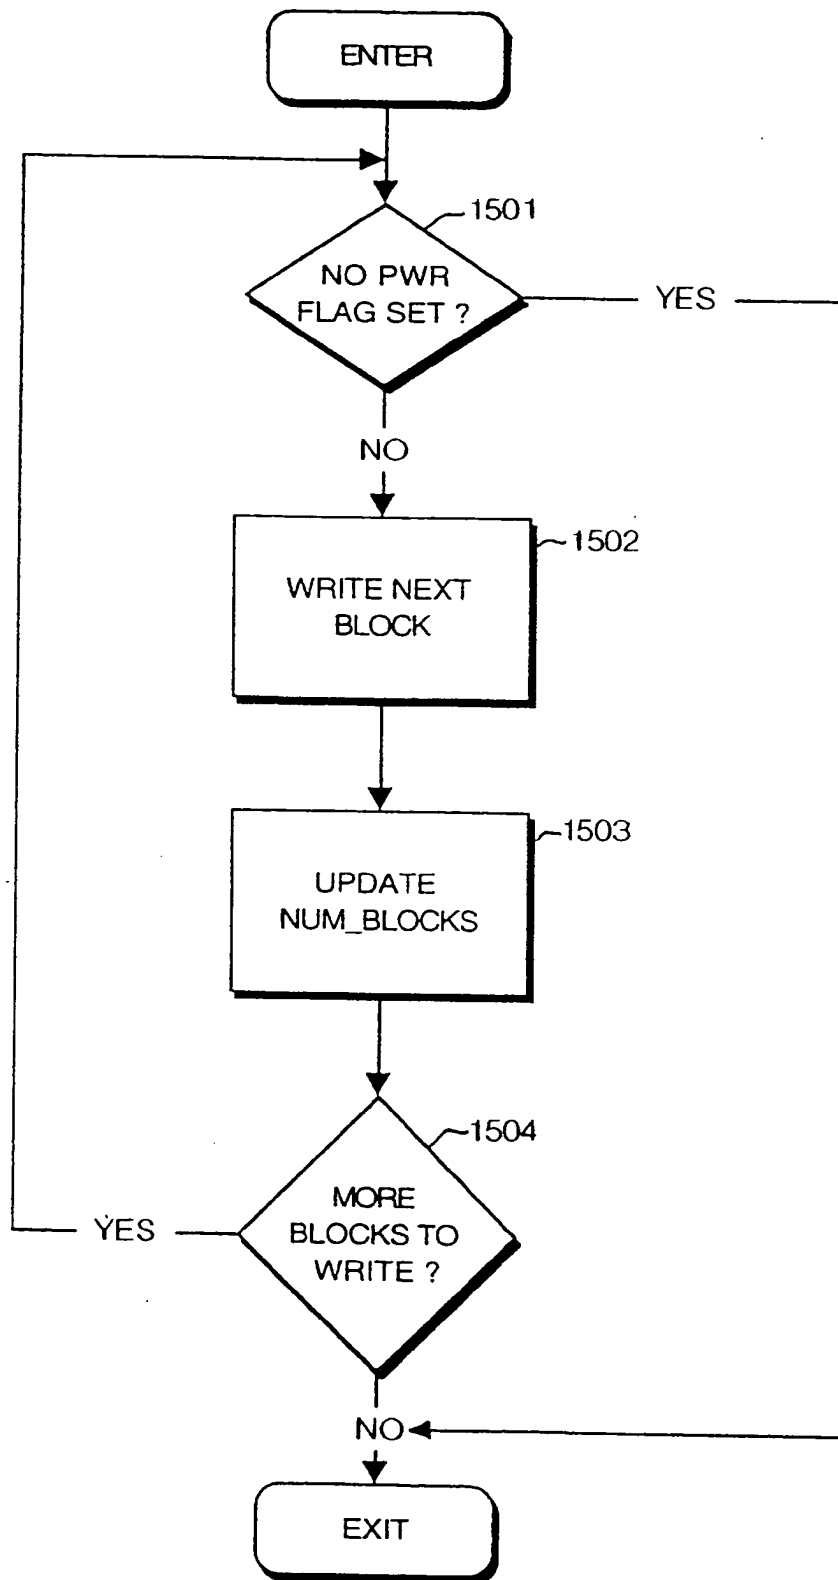 ENTER
1501
NO PWR
FLAG SET ?
YES
NO
1502
WRITE NEXT
BLOCK
1503
UPDATE
NUM_BLOCKS
1504
MORE
BLOCKS TO
WRITE ?
YES
NO
EXIT